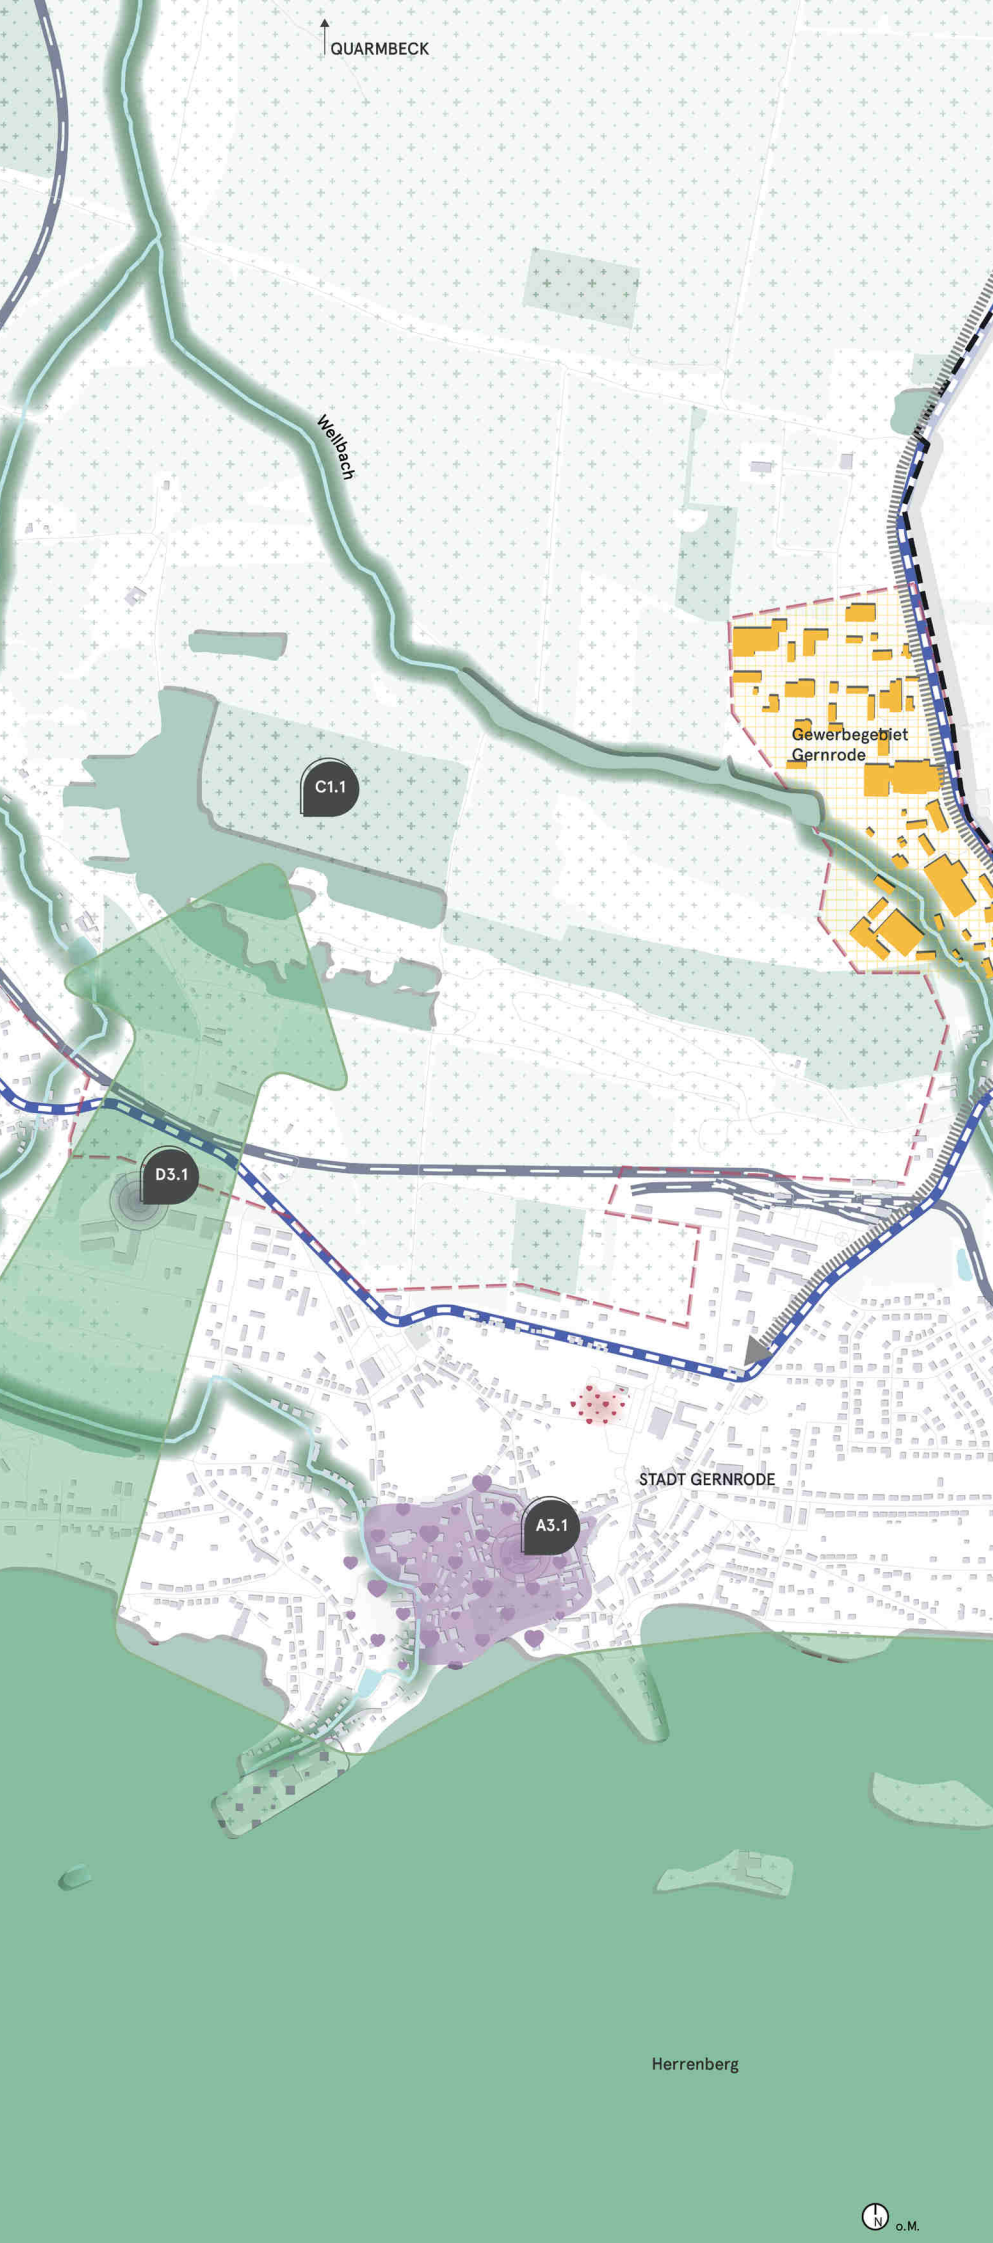 QUARMBECK
Wellbach
Gewerbegebiet
Gernrode
C1.1
D3.1
STADT GERNRODE
A3.1
Herrenberg
N
o.M.